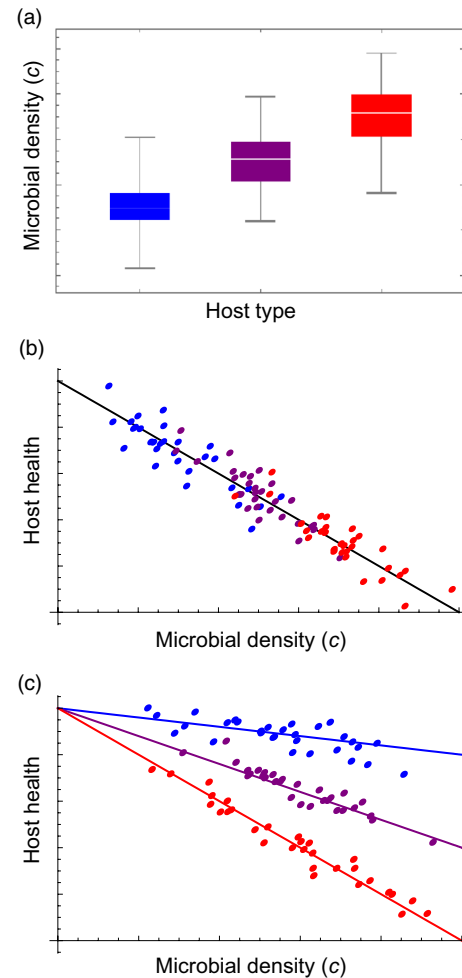 (a)
Microbial density (c)
Host type
(b)
Host health
Microbial density (c)
(c)
Host health
Microbial density (c)